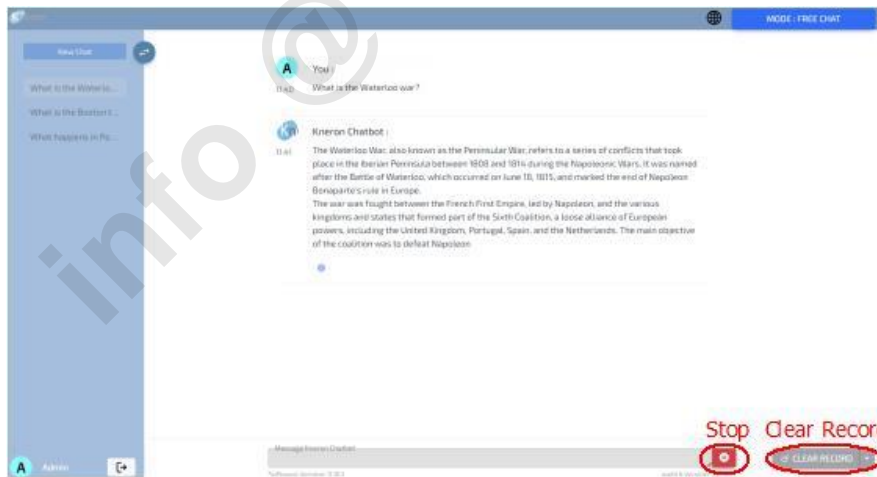 MODE : FREE CHAT
New Chat
What is the Waterlo...
What is the Boston t...
What happens in Pa...
A
You :
What is the Waterloo war?
Kn
Kneron Chatbot :
The Waterloo War, also known as the Peninsular War, refers to a series of conflicts that took
place in the Iberian Peninsula between 1808 and 1814 during the Napoleonic Wars. It was named
after the Battle of Waterloo, which occurred on June 18, 1815, and marked the end of Napoleon
Bonaparte's rule in Europe.
The war was fought between the French First Empire, led by Napoleon, and the various
kingdoms and states that formed part of the Sixth Coalition, a loose alliance of European
powers, including the United Kingdom, Portugal, Spain, and the Netherlands. The main objective
of the coalition was to defeat Napoleon
info @
Stop Clear Recor
Message Kneron Chatbot
CLEAR RECORD
A Admin